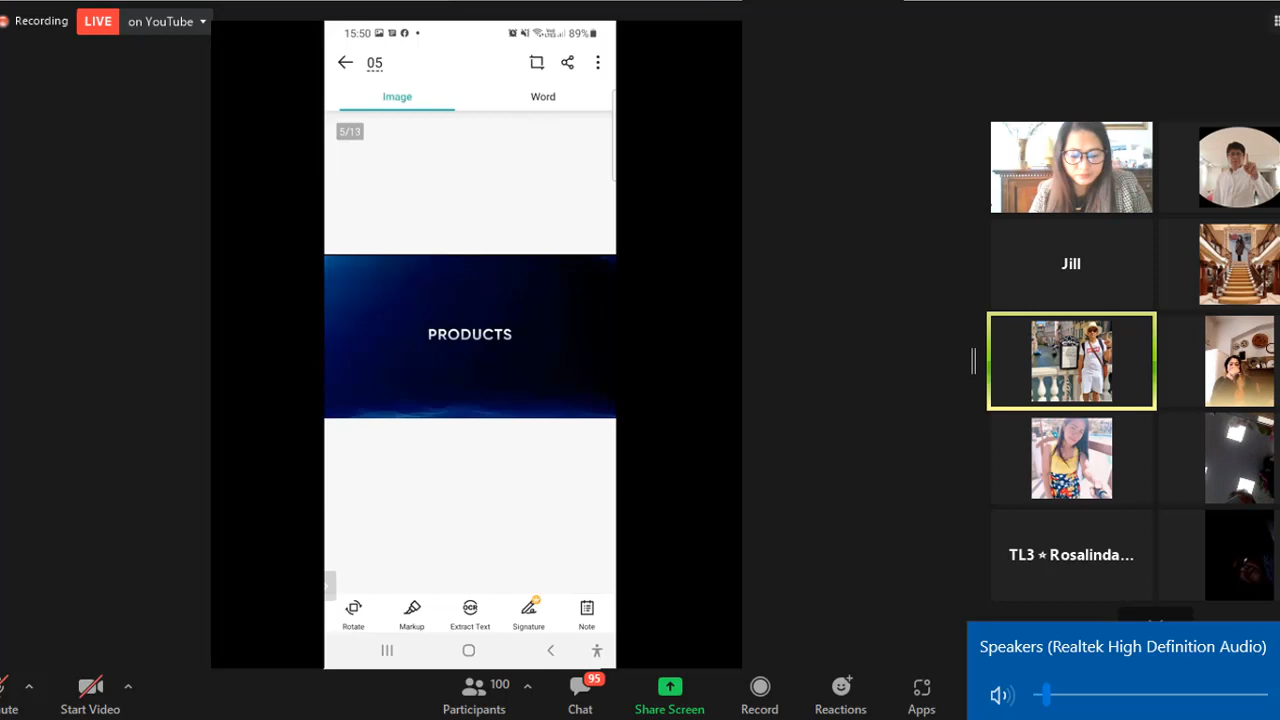 Recording
LIVE on YouTube
15:50 89%
05
Image Word
5/13
PRODUCTS
Rotate Markup Extract Text Signature Note
OCR
Jill
TL3 ★ Rosalinda...
Speakers (Realtek High Definition Audio)
ute Start Video
100
Participants
95
Chat
Share Screen
Record
Reactions
Apps